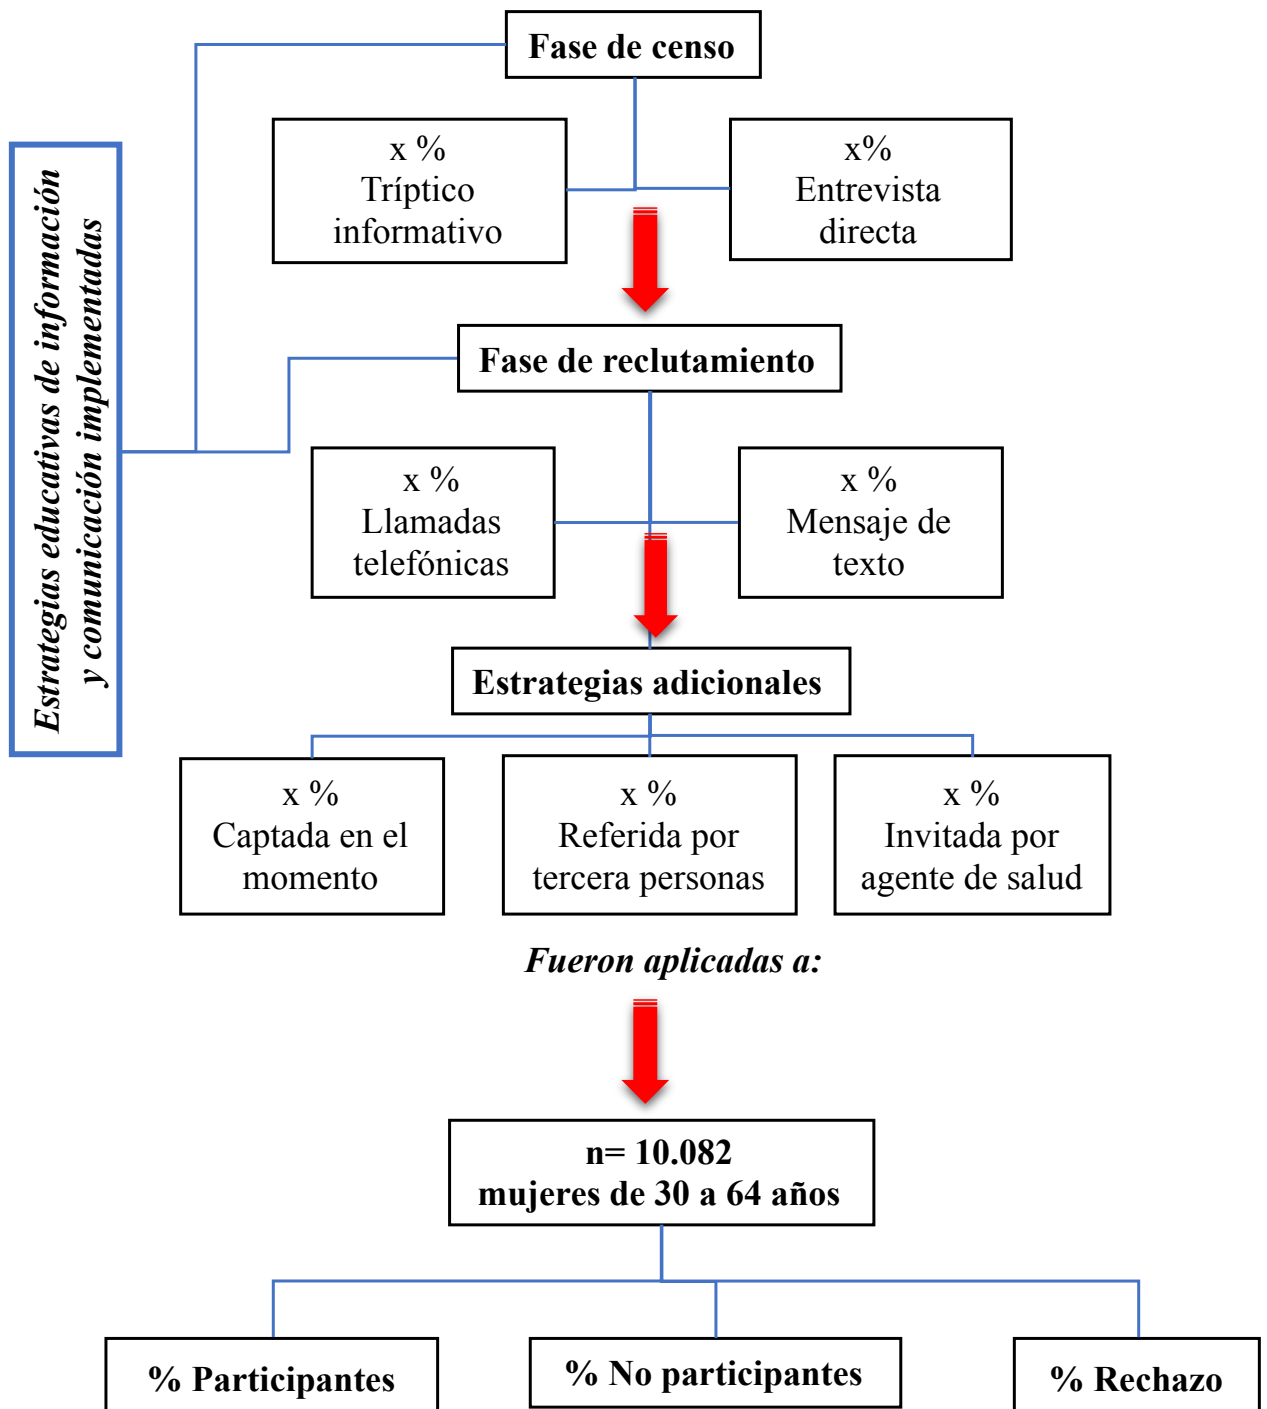 Fase de censo
x %
Tríptico
informativo
x%
Entrevista
directa
Estrategias educativas de información
y comunicación implementadas
Fase de reclutamiento
x %
Llamadas
telefónicas
x %
Mensaje de
texto
Estrategias adicionales
x %
Captada en el
momento
x %
Referida por
tercera personas
x %
Invitada por
agente de salud
Fueron aplicadas a:
n= 10.082
mujeres de 30 a 64 años
% Participantes
% No participantes
% Rechazo